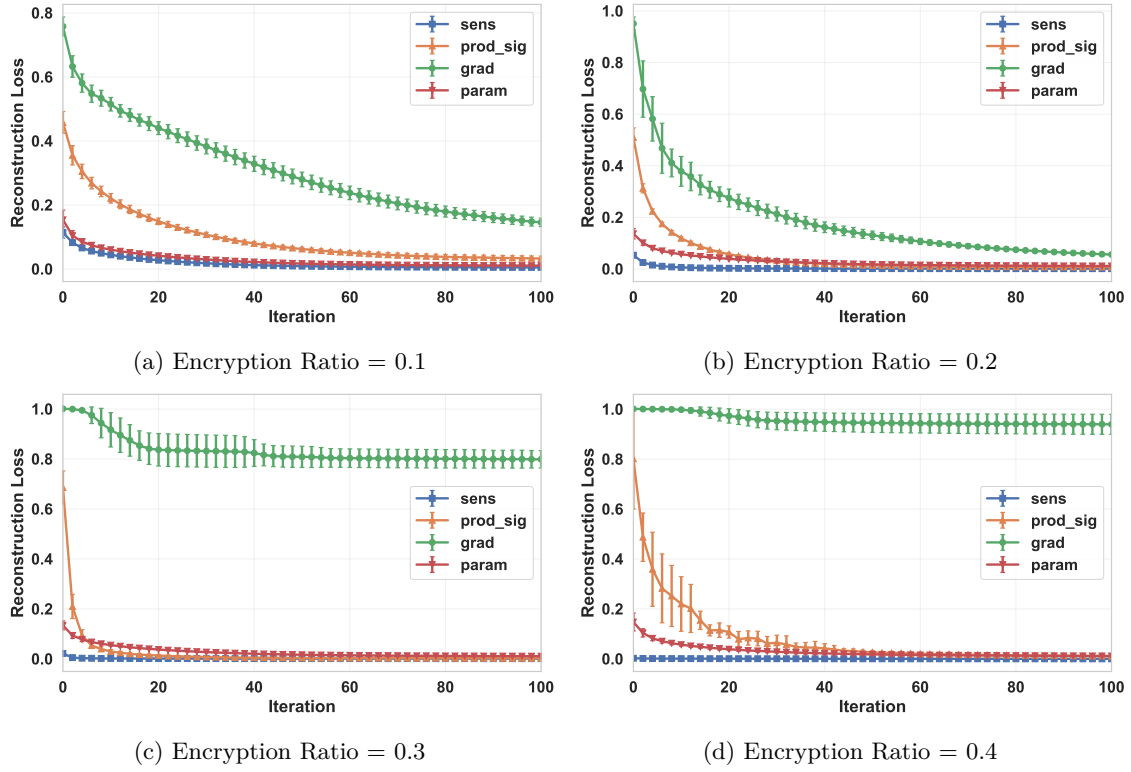 0.8
0.6
0.4
0.2
0.0
Reconstruction Loss
sens
prod_sig
grad
param
0
20
40
60
80
100
Iteration
(a) Encryption Ratio = 0.1
1.0
0.8
0.6
0.4
0.2
0.0
Reconstruction Loss
sens
prod_sig
grad
param
0
20
40
60
80
100
Iteration
(b) Encryption Ratio = 0.2
1.0
0.8
0.6
0.4
0.2
0.0
Reconstruction Loss
sens
prod_sig
grad
param
0
20
40
60
80
100
Iteration
(c) Encryption Ratio = 0.3
1.0
0.8
0.6
0.4
0.2
0.0
Reconstruction Loss
sens
prod_sig
grad
param
0
20
40
60
80
100
Iteration
(d) Encryption Ratio = 0.4